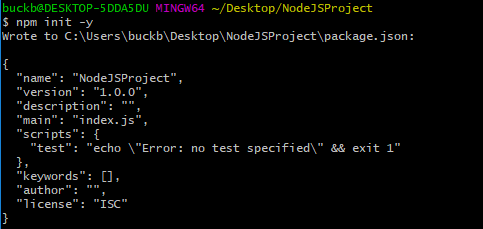 buckb@DESKTOP-5DDA5DU MINGW64 ~/Desktop/NodeJSProject
$ npm init -y
Wrote to C:\Users\buckb\Desktop\NodeJSProject\package.json:

{
  "name": "NodeJSProject",
  "version": "1.0.0",
  "description": "",
  "main": "index.js",
  "scripts": {
    "test": "echo \"Error: no test specified\" && exit 1"
  },
  "keywords": [],
  "author": "",
  "license": "ISC"
}